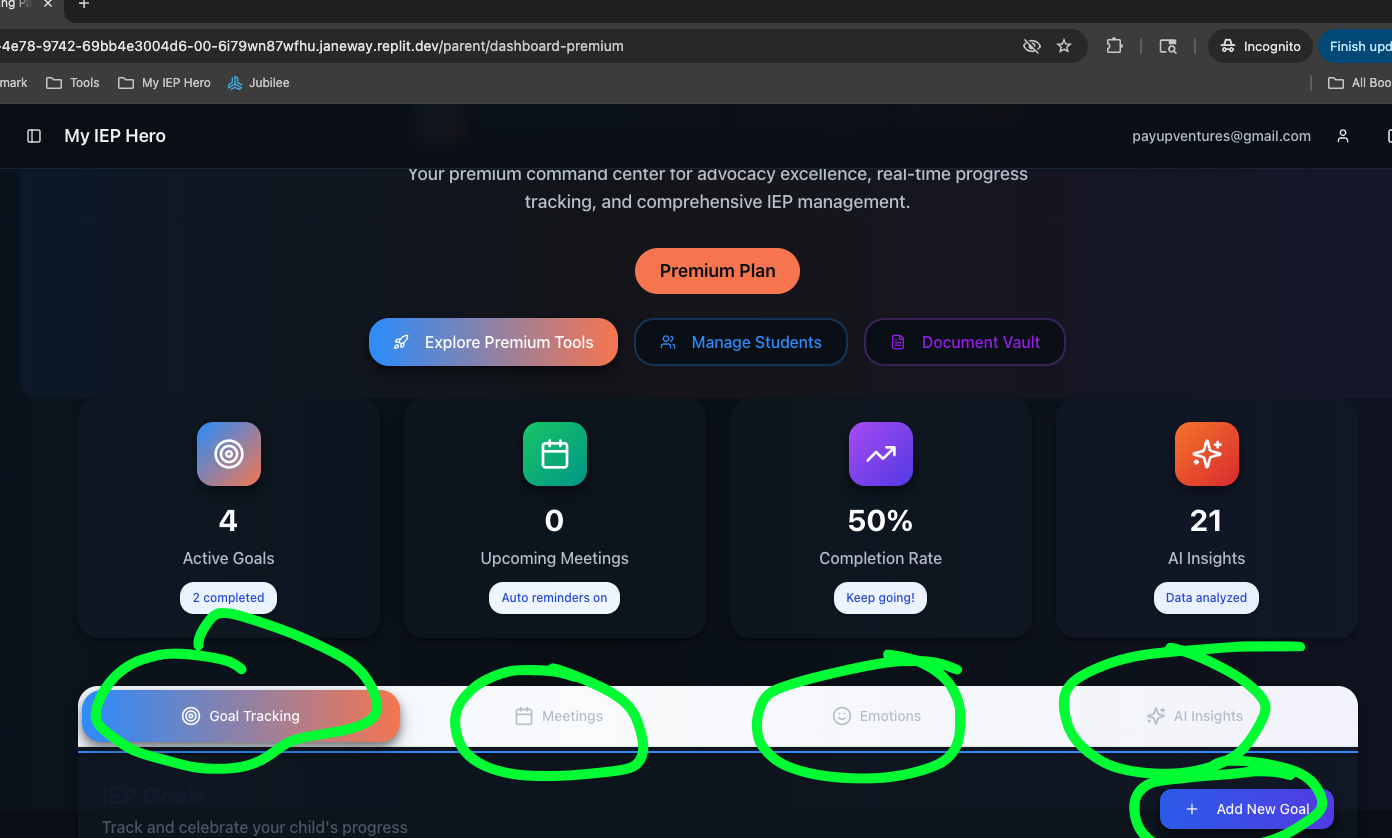 ng Pa
-4e78-9742-69bb4e3004d6-00-6i79wn87wfhu.janeway.replit.dev/parent/dashboard-premium
Incognito
Finish upd
mark
Tools
My IEP Hero
Jubilee
All Boo
My IEP Hero
payupventures@gmail.com
Your premium command center for advocacy excellence, real-time progress
tracking, and comprehensive IEP management.
Premium Plan
Explore Premium Tools
Manage Students
Document Vault
4
Active Goals
2 completed
0
Upcoming Meetings
Auto reminders on
50%
Completion Rate
Keep going!
21
AI Insights
Data analyzed
Goal Tracking
Meetings
Emotions
AI Insights
IEP Goals
Track and celebrate your child's progress
Add New Goal